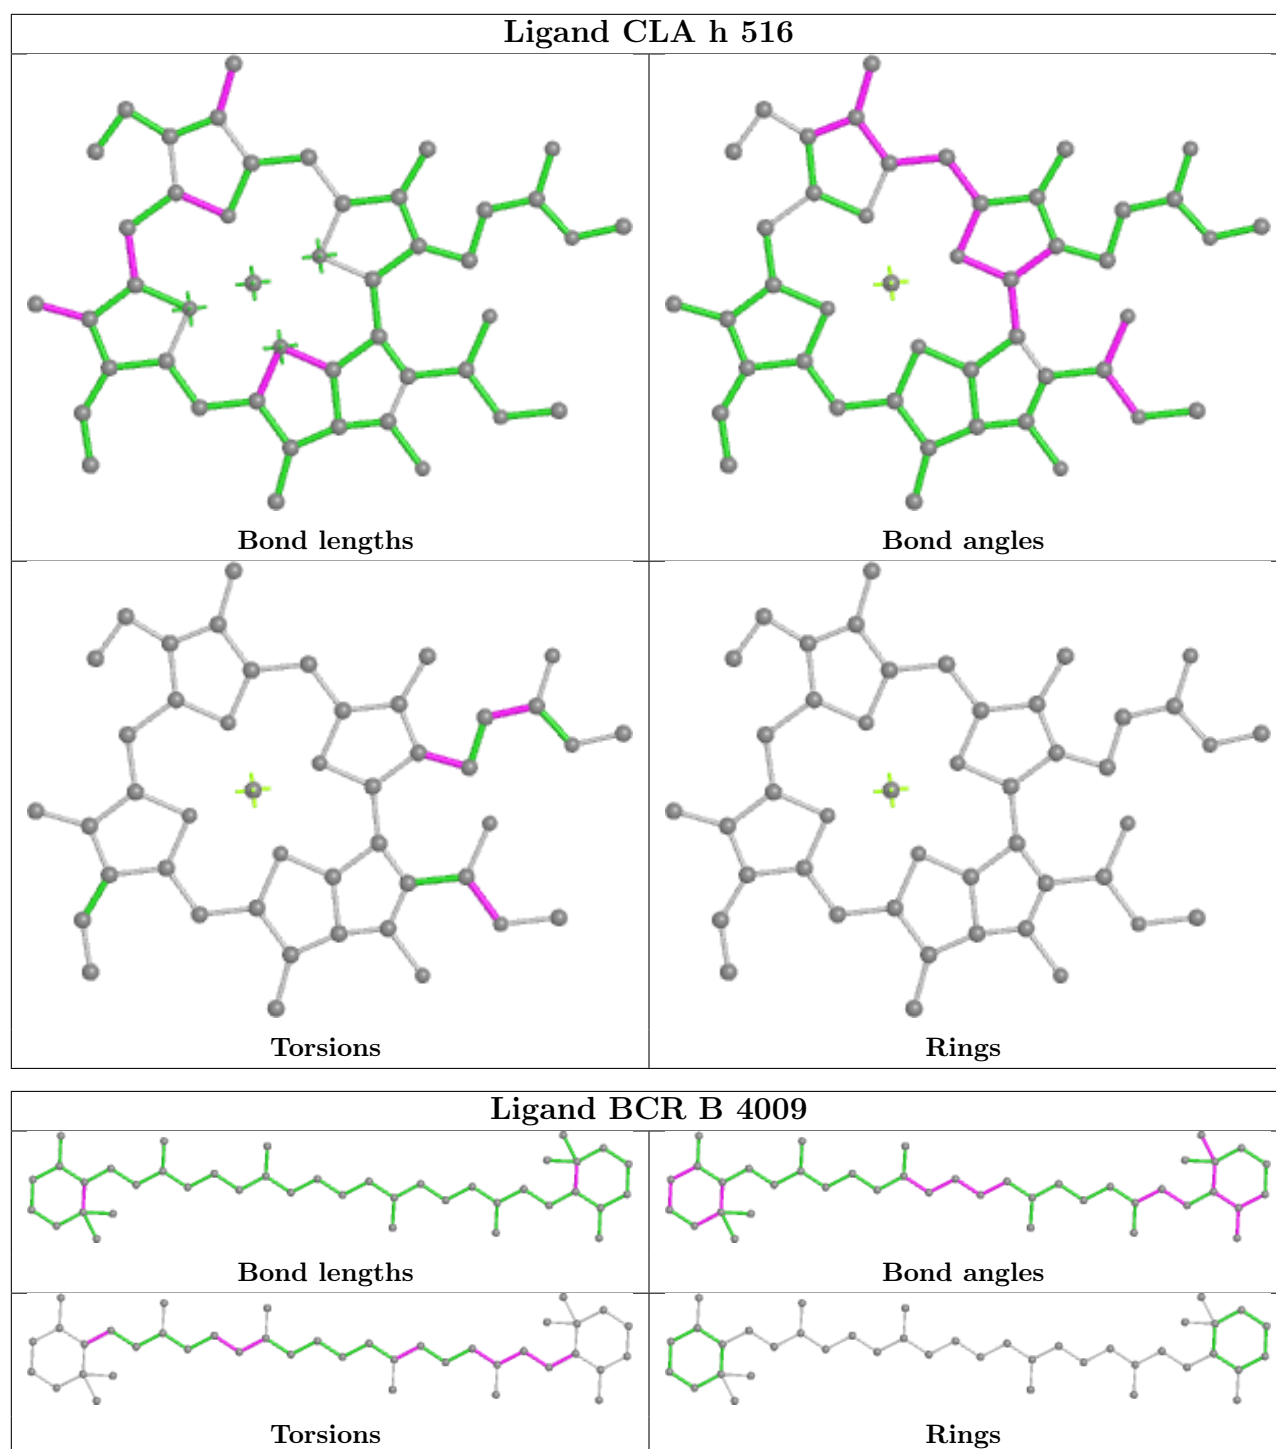 Ligand CLA h 516
Bond lengths
Bond angles
Torsions
Rings
Ligand BCR B 4009
Bond lengths
Bond angles
Torsions
Rings